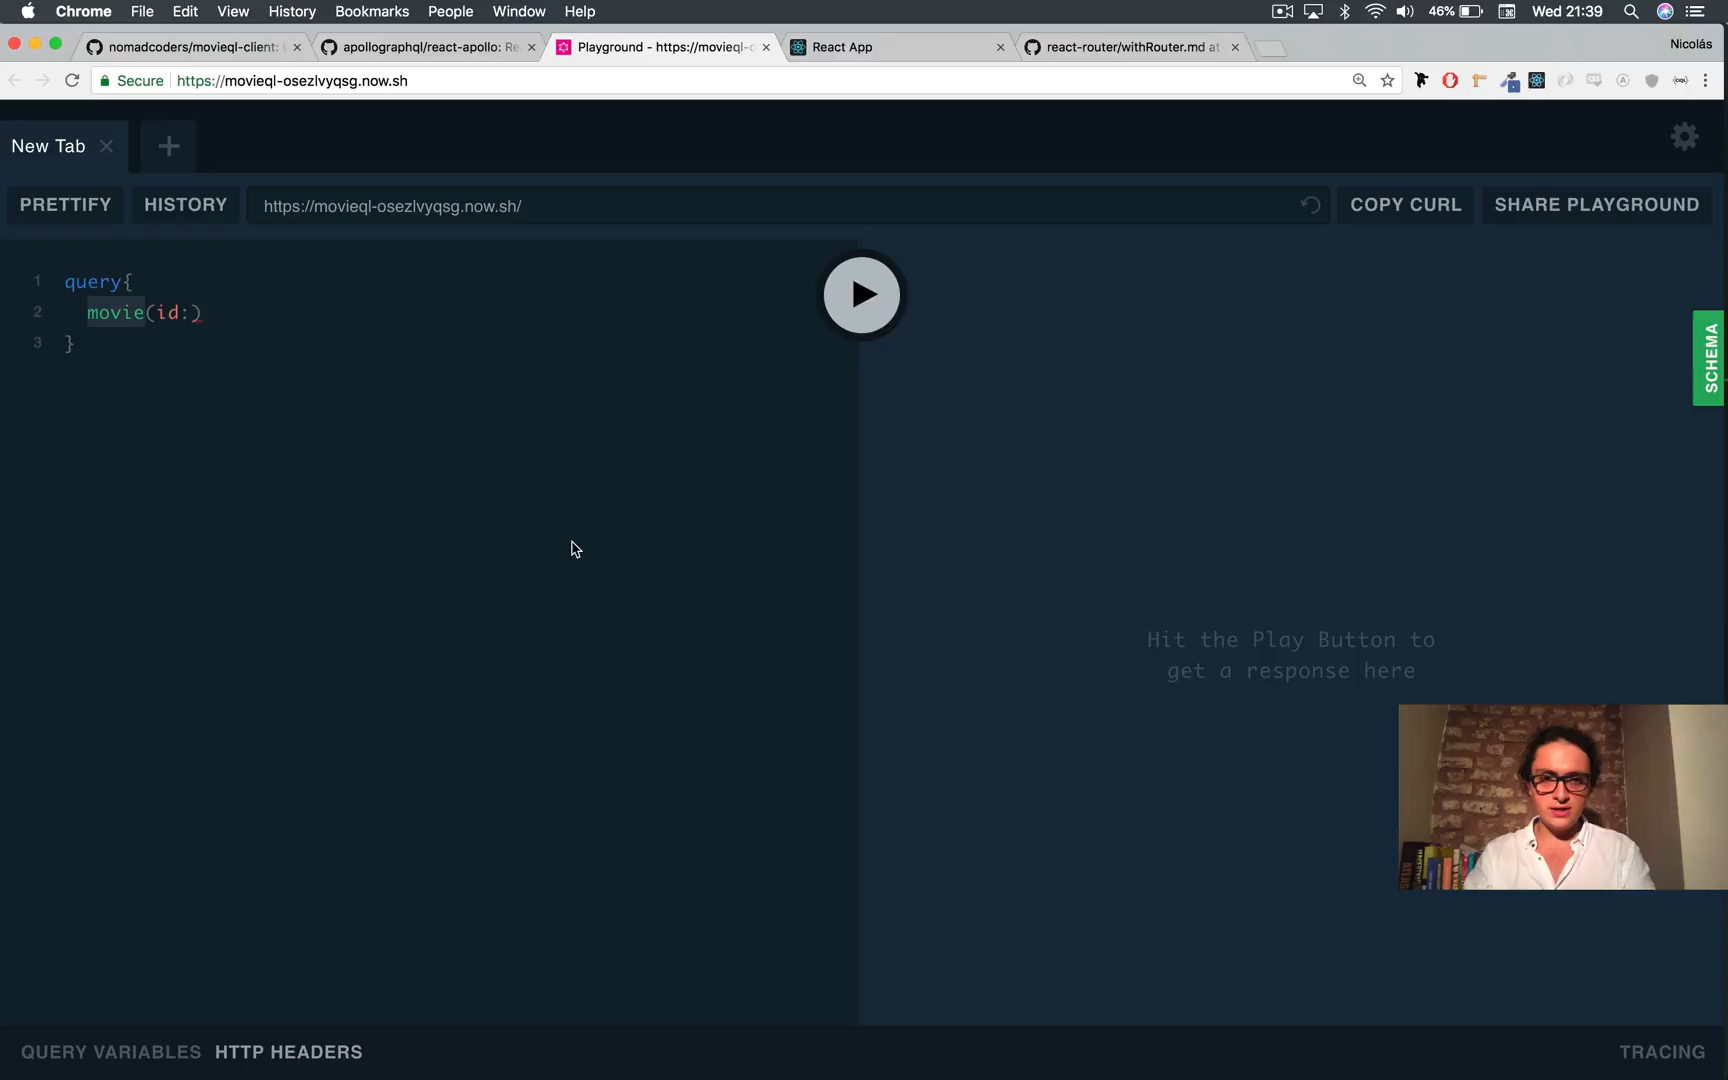 Chrome File Edit View History Bookmarks People Window Help 46% Wed 21:39
nomadcoders/movieql-client: apollographql/react-apollo: Re Playground - https://movieql-o React App react-router/withRouter.md at Nicolás
Secure https://movieql-osezlvyqsg.now.sh
New Tab
PRETTIFY HISTORY https://movieql-osezlvyqsg.now.sh/ COPY CURL SHARE PLAYGROUND
1 query{
2 movie(id:)
3 }
SCHEMA
Hit the Play Button to
get a response here
QUERY VARIABLES HTTP HEADERS TRACING